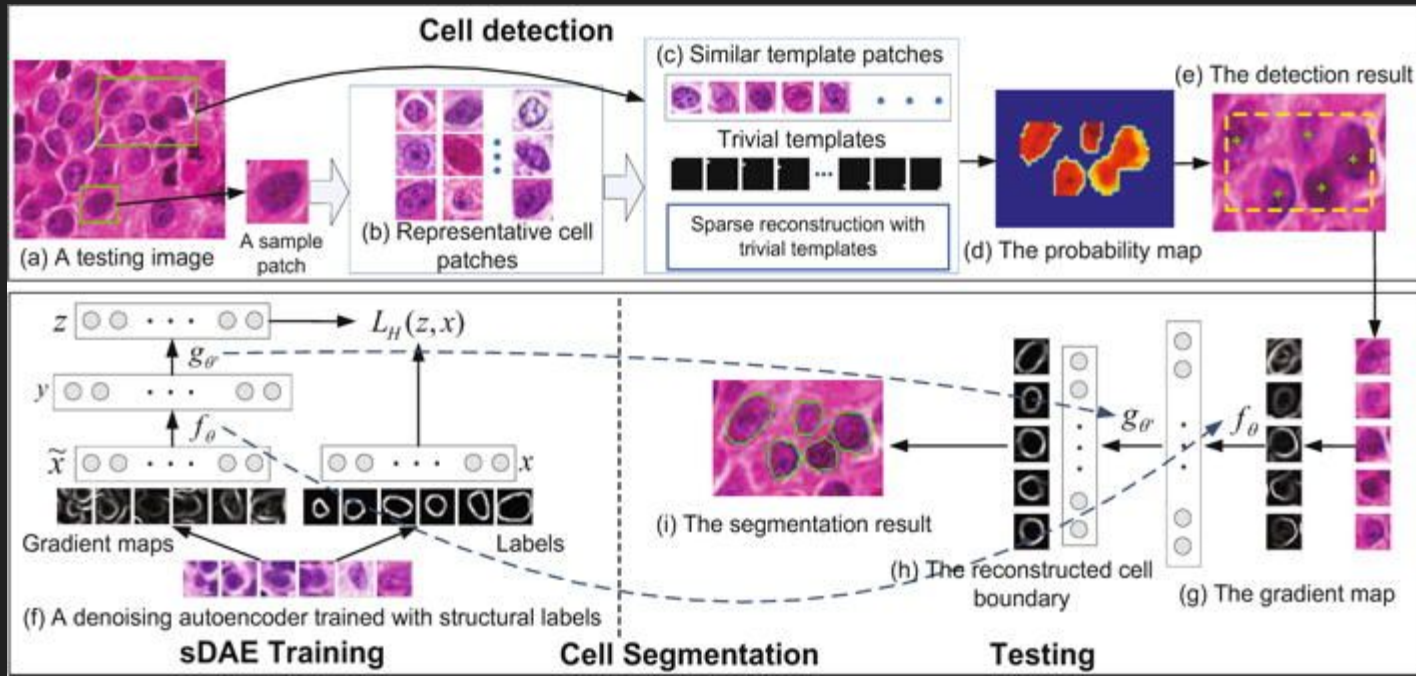 Cell detection
(a) A testing image
A sample
patch
(b) Representative cell
patches
(c) Similar template patches
Trivial templates
Sparse reconstruction with
trivial templates
(d) The probability map
(e) The detection result
z
L_H(z, x)
g_θ'
y
f_θ
x̃
x
Gradient maps
Labels
(f) A denoising autoencoder trained with structural labels
sDAE Training
(i) The segmentation result
g_θ'
f_θ
(h) The reconstructed cell
boundary
(g) The gradient map
Cell Segmentation
Testing